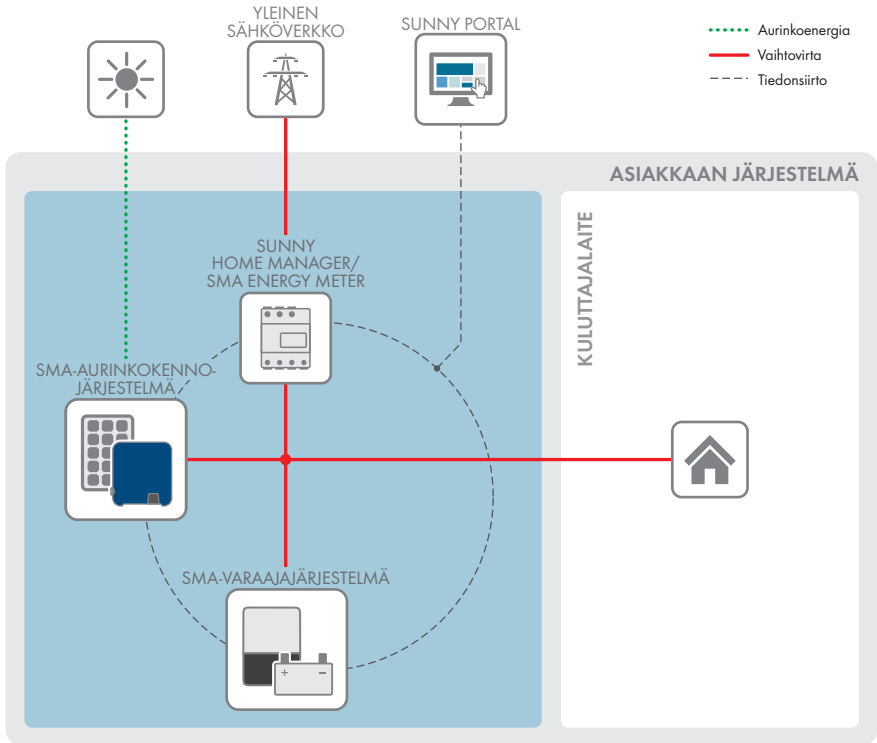 YLEINEN
SÄHKÖVERKKO
SUNNY PORTAL
Aurinkoenergia
Vaihtovirta
Tiedonsiirto
ASIAKKAAN JÄRJESTELMÄ
KULUTTAJALAITE
SUNNY
HOME MANAGER/
SMA ENERGY METER
SMA-AURINKOKENNO-
JÄRJESTELMÄ
SMA-VARAAJAJÄRJESTELMÄ
+ −